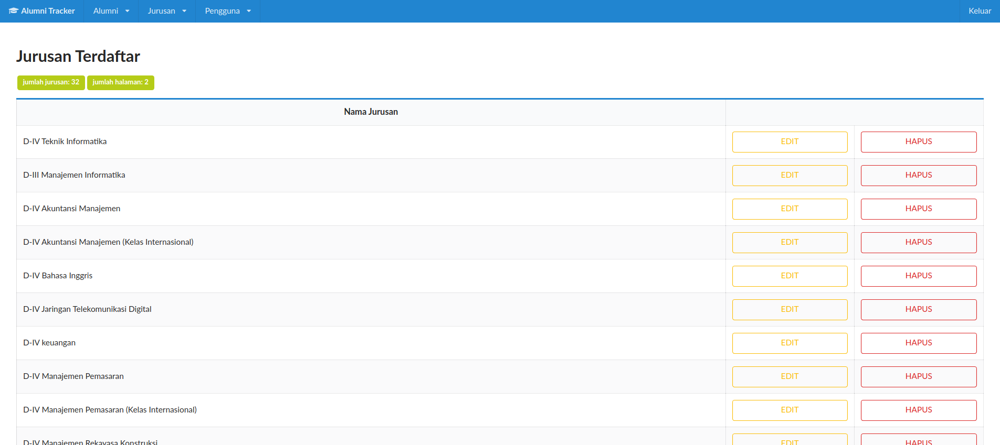 Alumni Tracker Alumni Jurusan Pengguna Keluar
Jurusan Terdaftar
jumlah jurusan: 32 jumlah halaman: 2
Nama Jurusan
D-IV Teknik Informatika EDIT HAPUS
D-III Manajemen Informatika EDIT HAPUS
D-IV Akuntansi Manajemen EDIT HAPUS
D-IV Akuntansi Manajemen (Kelas Internasional) EDIT HAPUS
D-IV Bahasa Inggris EDIT HAPUS
D-IV Jaringan Telekomunikasi Digital EDIT HAPUS
D-IV keuangan EDIT HAPUS
D-IV Manajemen Pemasaran EDIT HAPUS
D-IV Manajemen Pemasaran (Kelas Internasional) EDIT HAPUS
D-IV Manajemen Rekayasa Konstruksi EDIT HAPUS